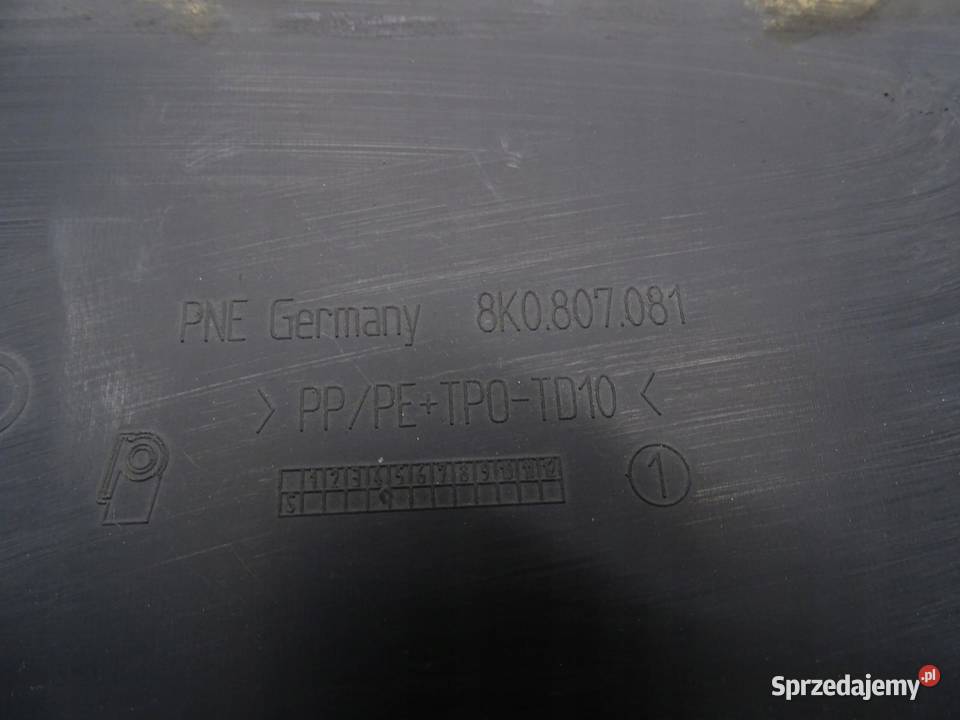 PNE Germany 8K0.807.081
>PP/PE+TPO-TD10<
1 2 3 4 5 6 7 8 9 10 11 12
5
1
Sprzedajemy.pl